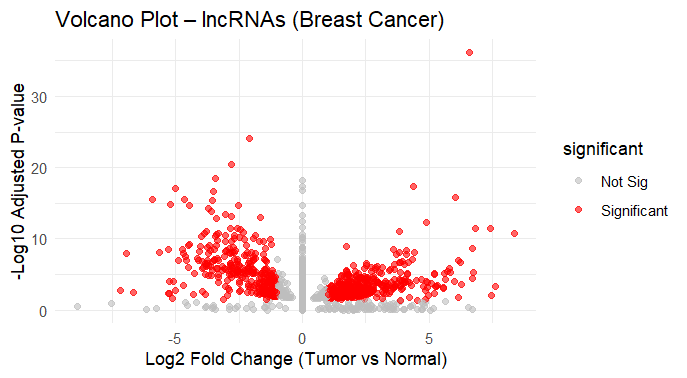 Volcano Plot – lncRNAs (Breast Cancer)
-Log10 Adjusted P-value
30
20
10
0
-5
0
5
Log2 Fold Change (Tumor vs Normal)
significant
Not Sig
Significant